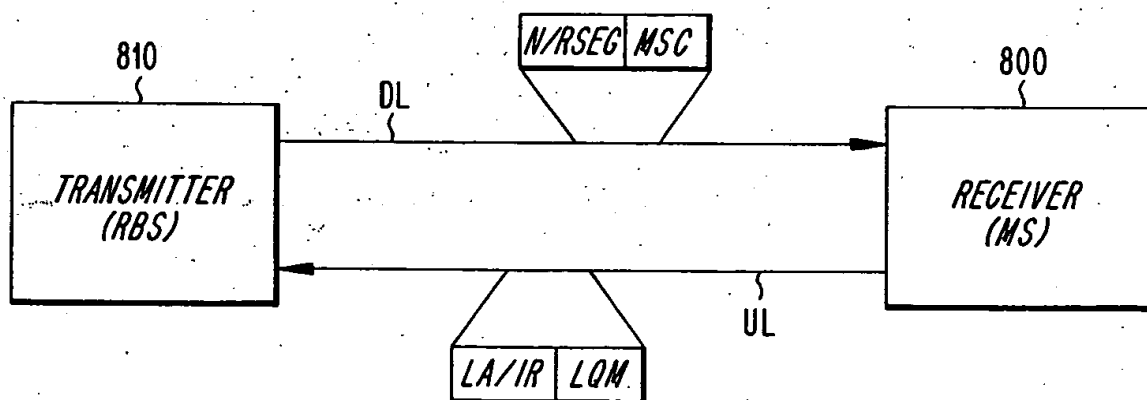 N/RSEG MSC
810
DL
800
TRANSMITTER
(RBS)
RECEIVER
(MS)
UL
LA/IR LQM